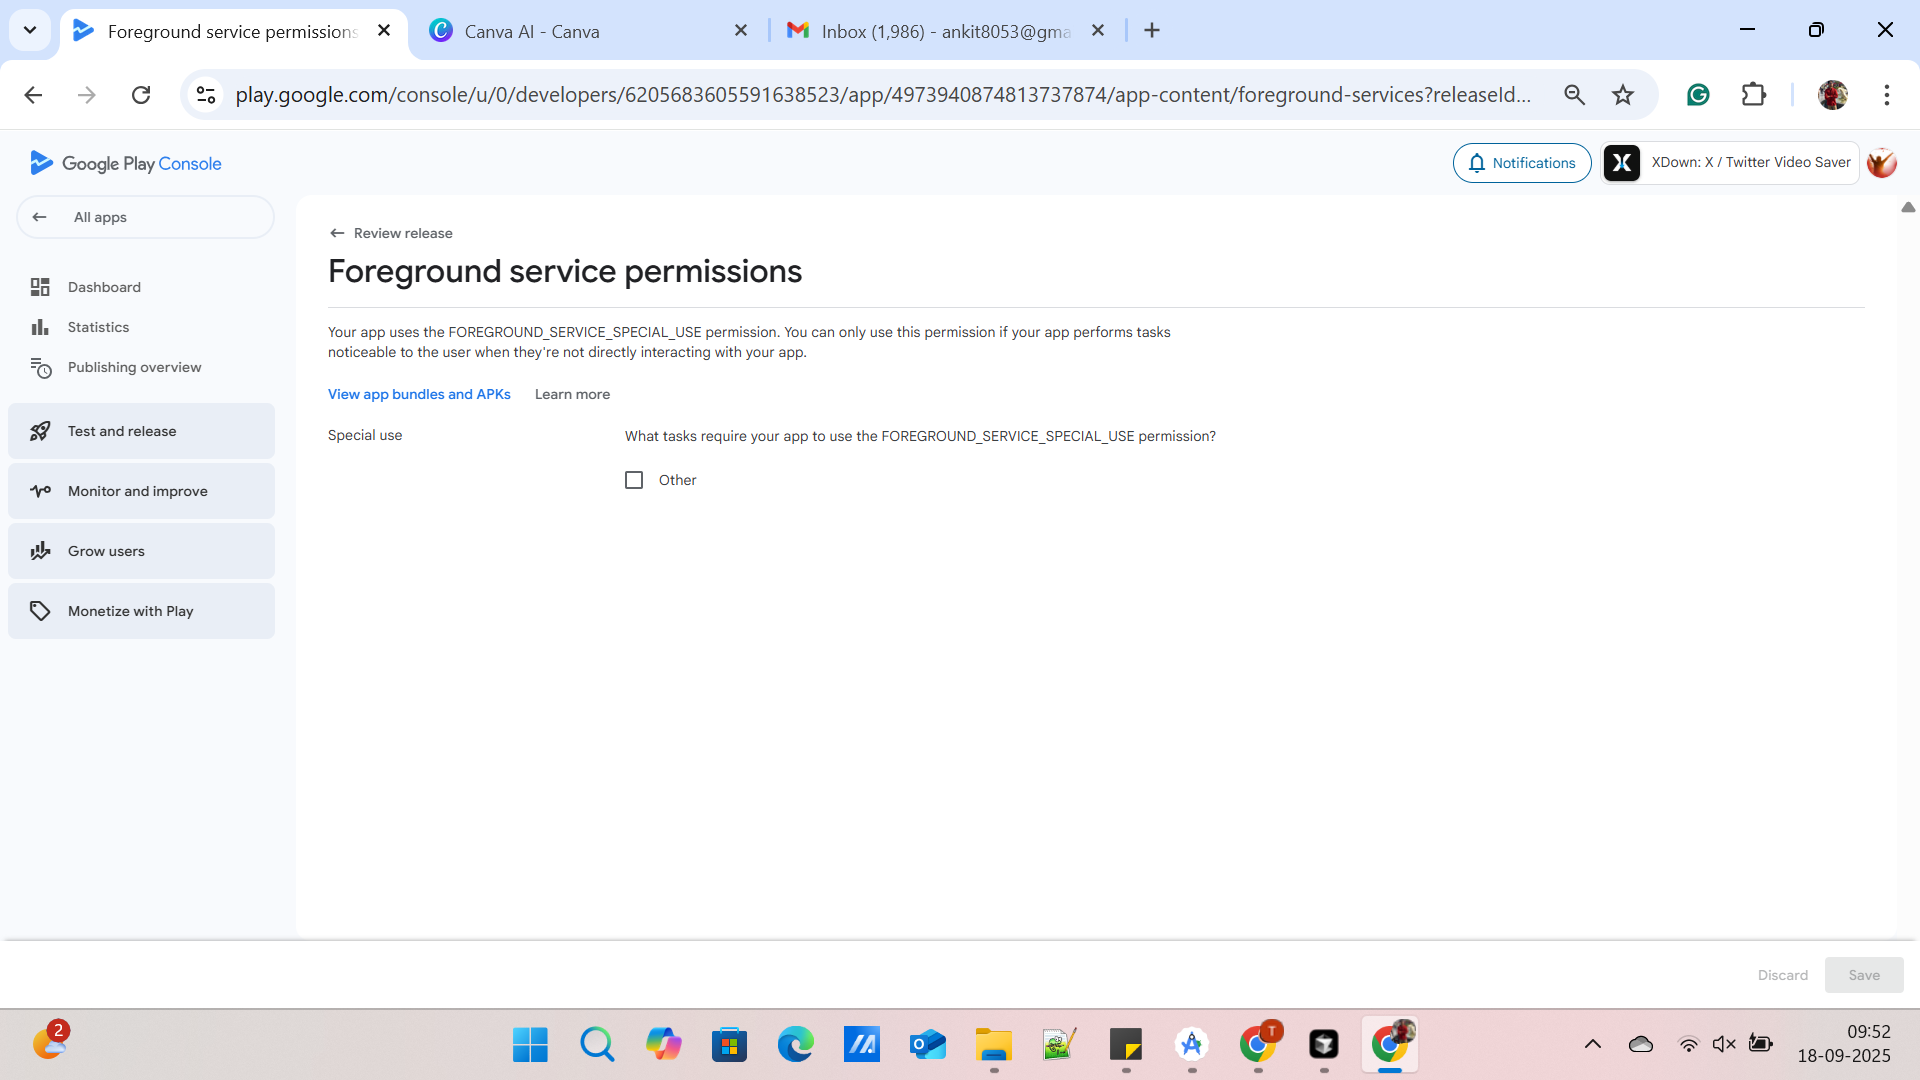 Foreground service permissions
Canva AI - Canva
Inbox (1,986) - ankit8053@gma
play.google.com/console/u/0/developers/6205683605591638523/app/4973940874813737874/app-content/foreground-services?releaseId...
Google Play Console
Notifications
XDown: X / Twitter Video Saver
All apps
Dashboard
Statistics
Publishing overview
Test and release
Monitor and improve
Grow users
Monetize with Play
Review release
Foreground service permissions
Your app uses the FOREGROUND_SERVICE_SPECIAL_USE permission. You can only use this permission if your app performs tasks
noticeable to the user when they're not directly interacting with your app.
View app bundles and APKs Learn more
Special use
What tasks require your app to use the FOREGROUND_SERVICE_SPECIAL_USE permission?
Other
Discard Save
2
T
09:52
18-09-2025